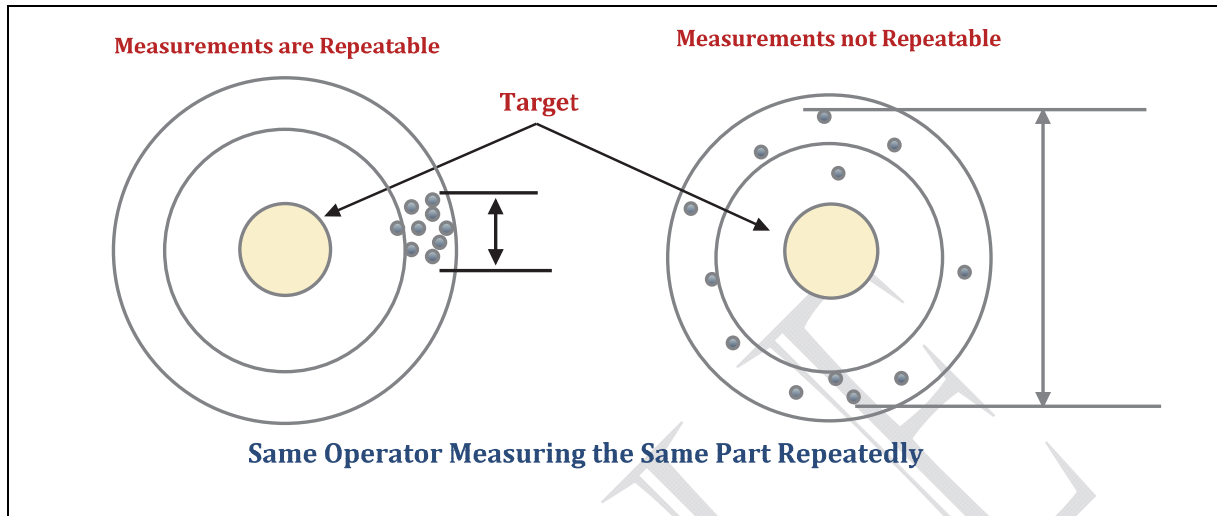 Measurements are Repeatable
Measurements not Repeatable
Target
Same Operator Measuring the Same Part Repeatedly